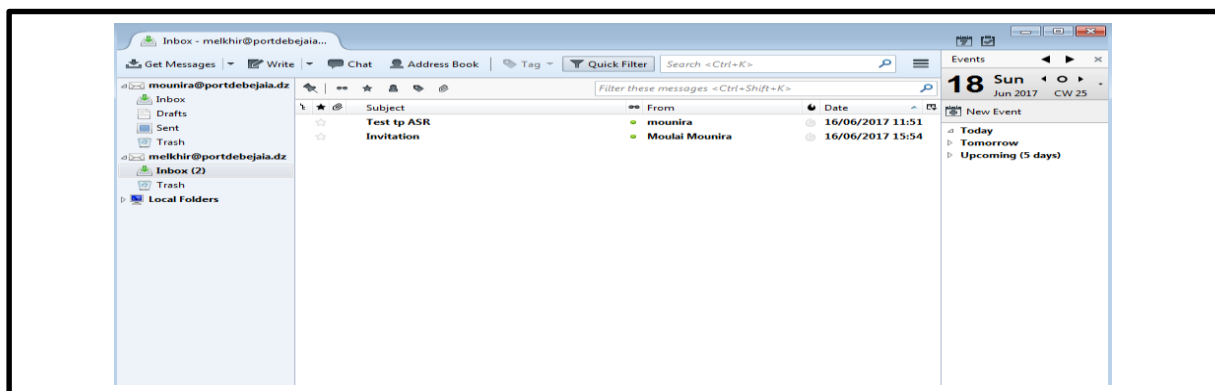 Inbox - melkhir@portdebejaia...
Get Messages Write Chat Address Book Tag Quick Filter Search <Ctrl+K>
Events
mounira@portdebejaia.dz
Inbox
Drafts
Sent
Trash
melkhir@portdebejaia.dz
Inbox (2)
Trash
Local Folders
Filter these messages <Ctrl+Shift+K>
Subject From Date
Test tp ASR mounira 16/06/2017 11:51
Invitation Moulai Mounira 16/06/2017 15:54
18 Sun
Jun 2017 CW 25
New Event
Today
Tomorrow
Upcoming (5 days)